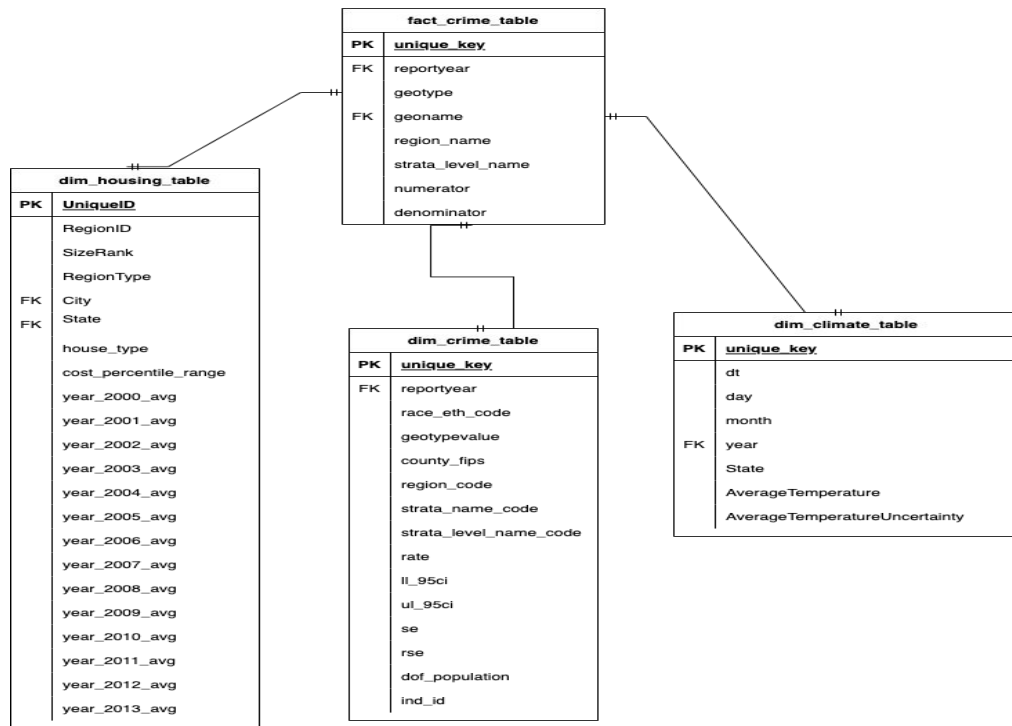 fact_crime_table
PK unique_key
FK reportyear
geotype
FK geoname
region_name
strata_level_name
numerator
denominator
dim_housing_table
PK UniqueID
RegionID
SizeRank
RegionType
FK City
FK State
house_type
cost_percentile_range
year_2000_avg
year_2001_avg
year_2002_avg
year_2003_avg
year_2004_avg
year_2005_avg
year_2006_avg
year_2007_avg
year_2008_avg
year_2009_avg
year_2010_avg
year_2011_avg
year_2012_avg
year_2013_avg
dim_crime_table
PK unique_key
FK reportyear
race_eth_code
geotypevalue
county_fips
region_code
strata_name_code
strata_level_name_code
rate
ll_95ci
ul_95ci
se
rse
dof_population
ind_id
dim_climate_table
PK unique_key
dt
day
month
FK year
State
AverageTemperature
AverageTemperatureUncertainty